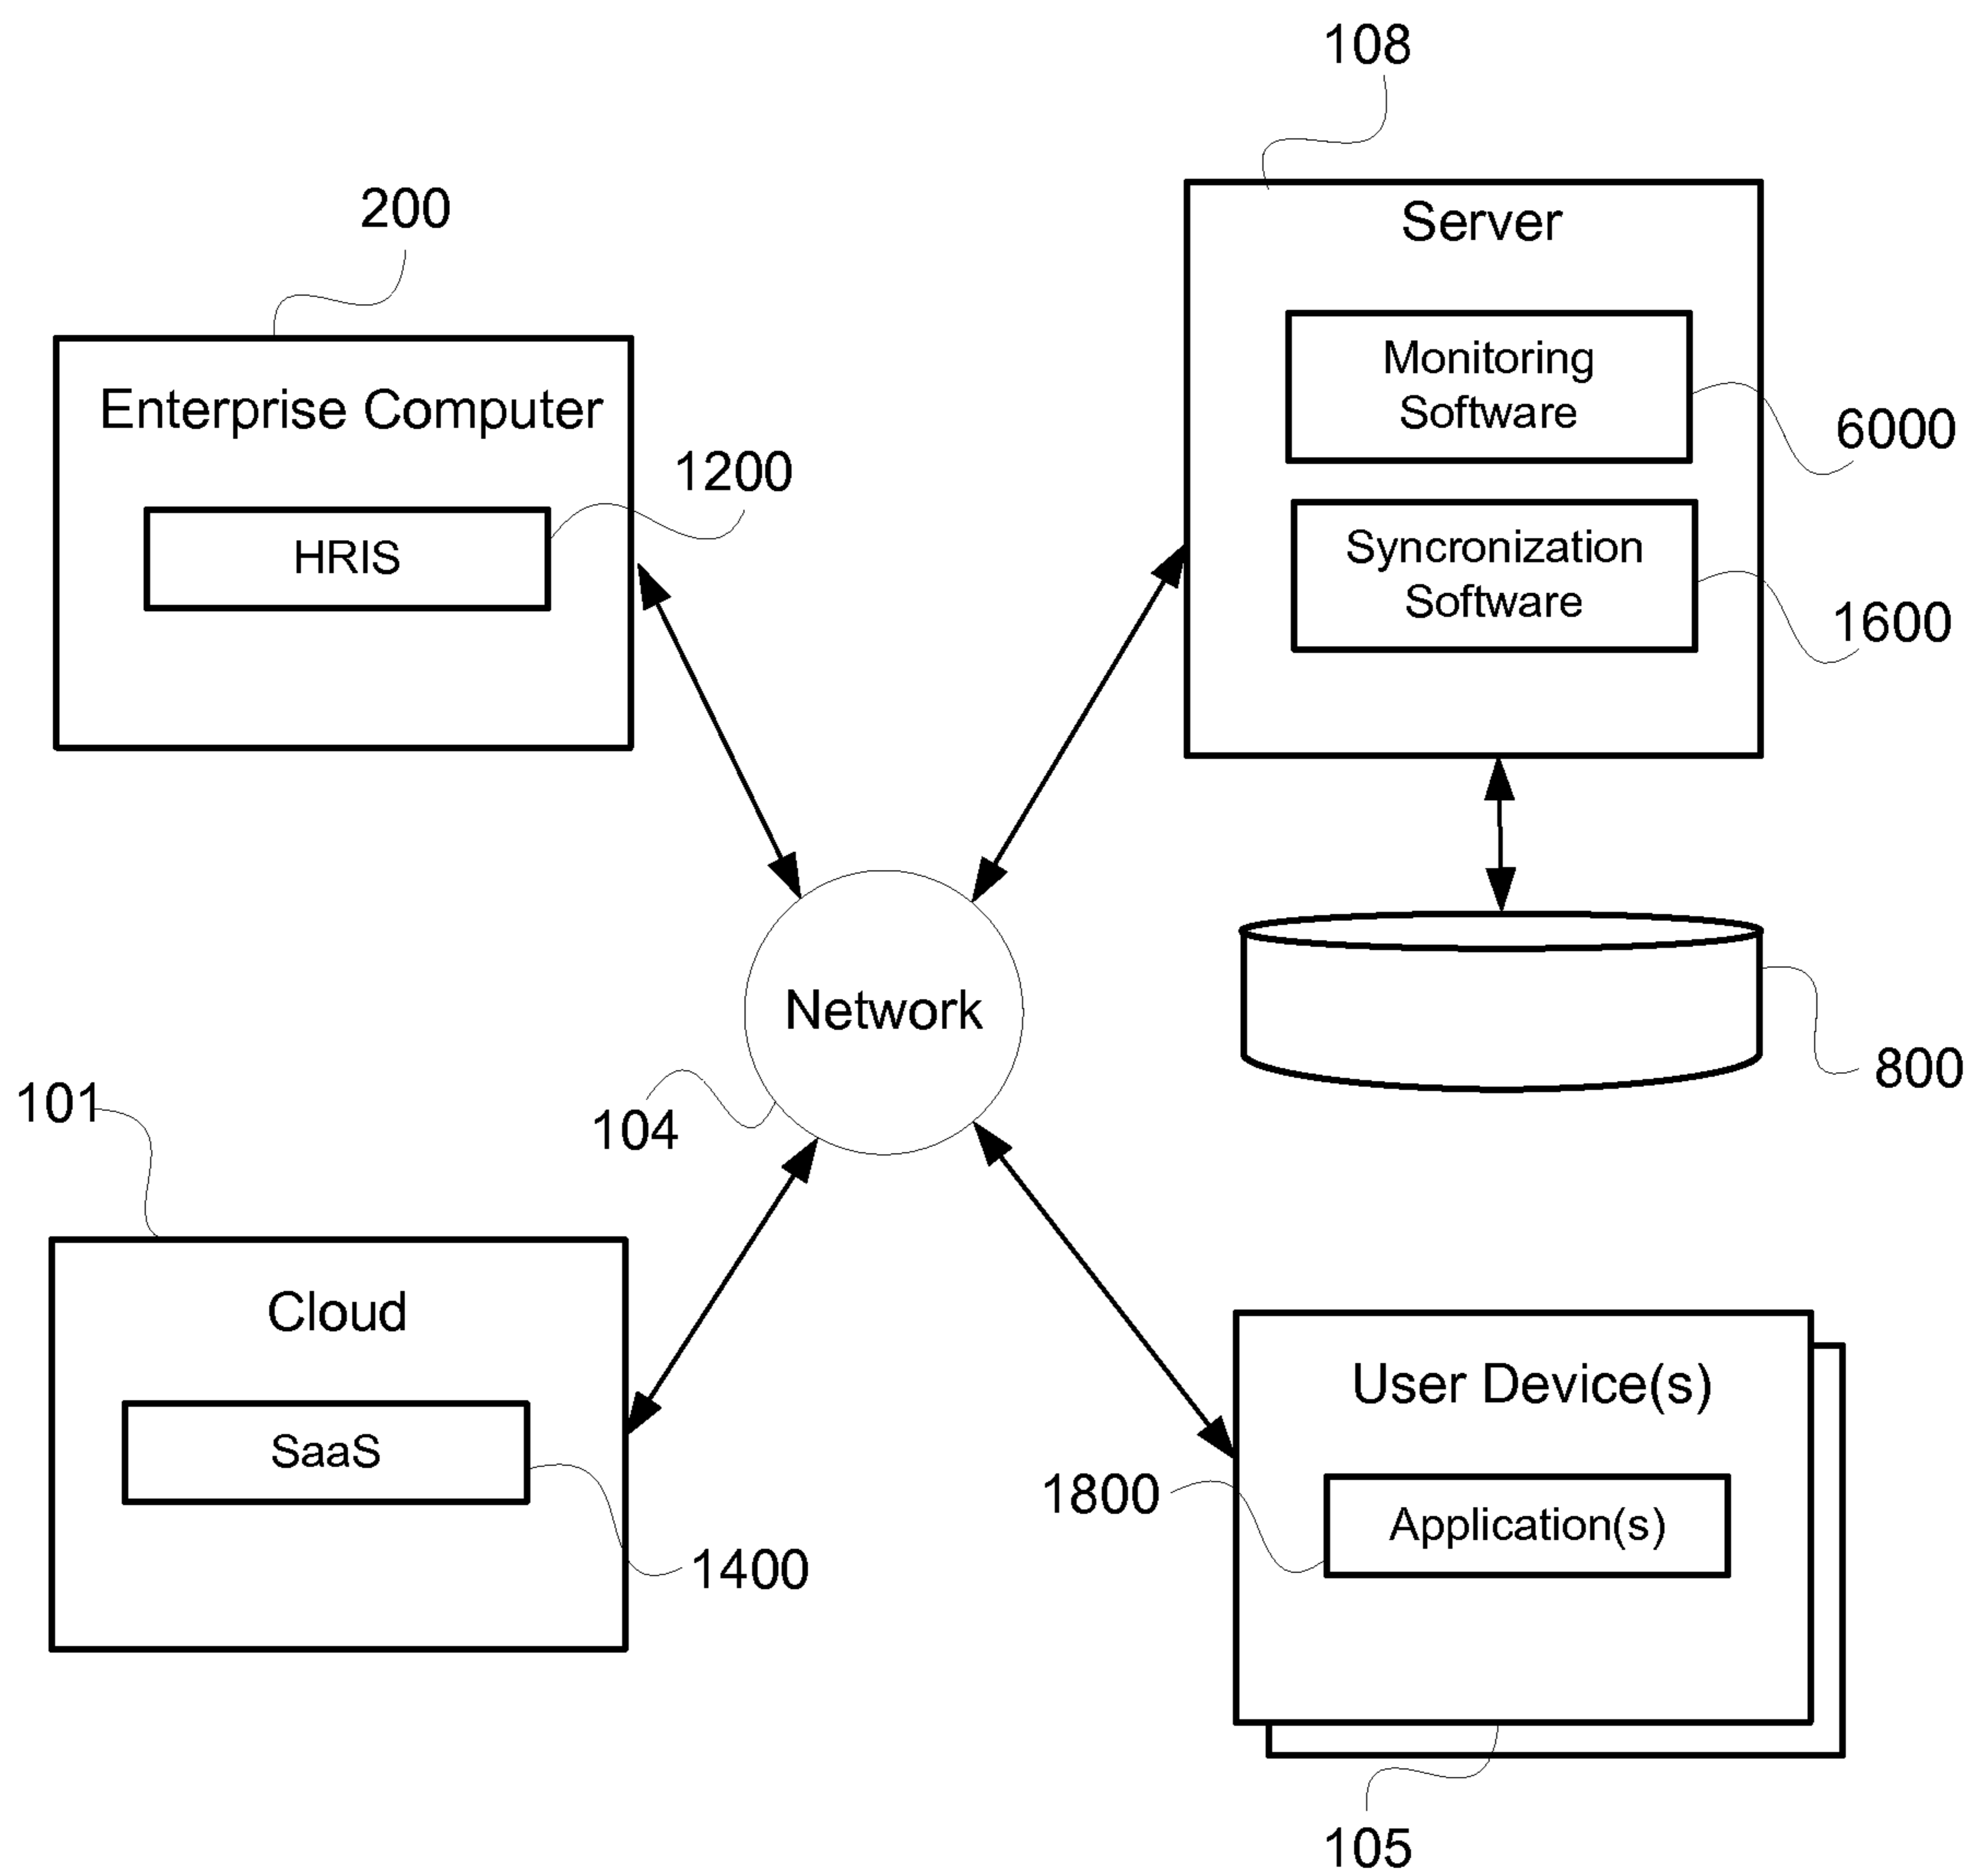 108
200
Server
Enterprise Computer
Monitoring
Software
6000
1200
HRIS
Syncronization
Software
1600
Network
800
101
104
Cloud
SaaS
1400
User Device(s)
1800
Application(s)
105